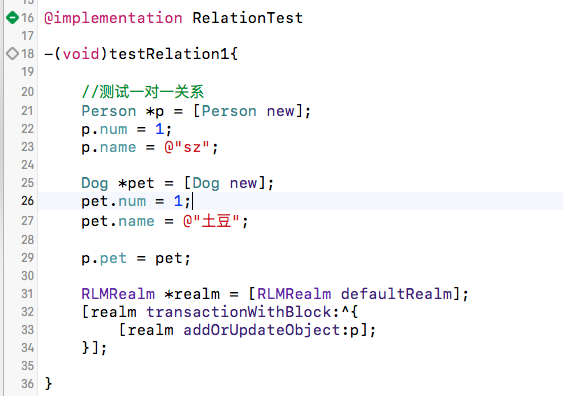 16 @implementation RelationTest
17
18 -(void)testRelation1{
19
20 //测试一对一关系
21 Person *p = [Person new];
22 p.num = 1;
23 p.name = @"sz";
24
25 Dog *pet = [Dog new];
26 pet.num = 1;
27 pet.name = @"土豆";
28
29 p.pet = pet;
30
31 RLMRealm *realm = [RLMRealm defaultRealm];
32 [realm transactionWithBlock:^{
33 [realm addOrUpdateObject:p];
34 }];
35
36 }